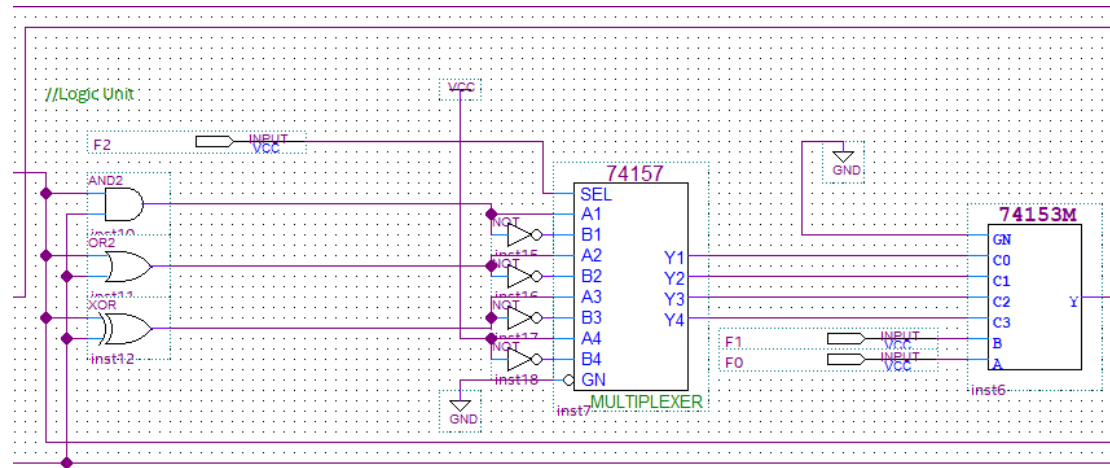 //Logic Unit
VCC
F2
INPUT
VCC
AND2
inst10
OR2
inst11
XOR
inst12
NOT
inst15
NOT
inst16
NOT
inst17
NOT
inst18
GND
74157
SEL
A1
B1
A2
B2
A3
B3
A4
B4
GN
Y1
Y2
Y3
Y4
MULTIPLEXER
inst7
GND
F1
INPUT
VCC
F0
INPUT
VCC
74153M
GN
C0
C1
C2
C3
B
A
Y
inst6